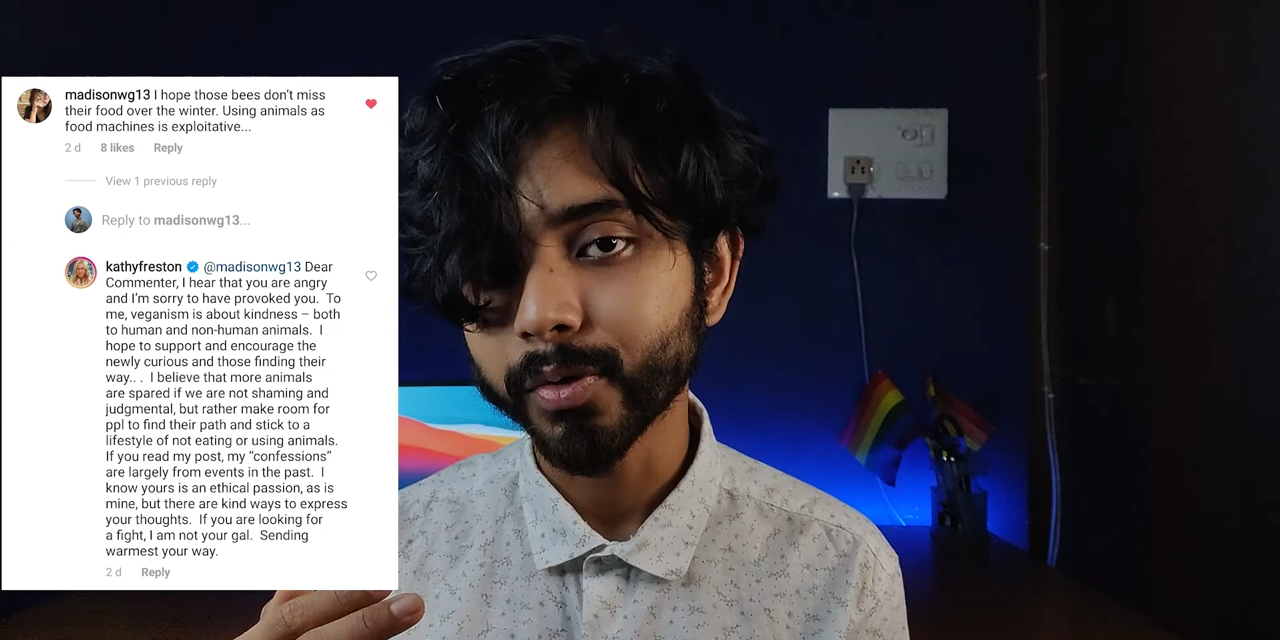 madisonwg13 I hope those bees don't miss
their food over the winter. Using animals as
food machines is exploitative...
2 d 8 likes Reply
View 1 previous reply
Reply to madisonwg13...
kathyfreston @madisonwg13 Dear
Commenter, I hear that you are angry
and I'm sorry to have provoked you. To
me, veganism is about kindness – both
to human and non-human animals. I
hope to support and encourage the
newly curious and those finding their
way.. . I believe that more animals
are spared if we are not shaming and
judgmental, but rather make room for
ppl to find their path and stick to a
lifestyle of not eating or using animals.
If you read my post, my “confessions”
are largely from events in the past. I
know yours is an ethical passion, as is
mine, but there are kind ways to express
your thoughts. If you are looking for
a fight, I am not your gal. Sending
warmest your way.
2 d Reply